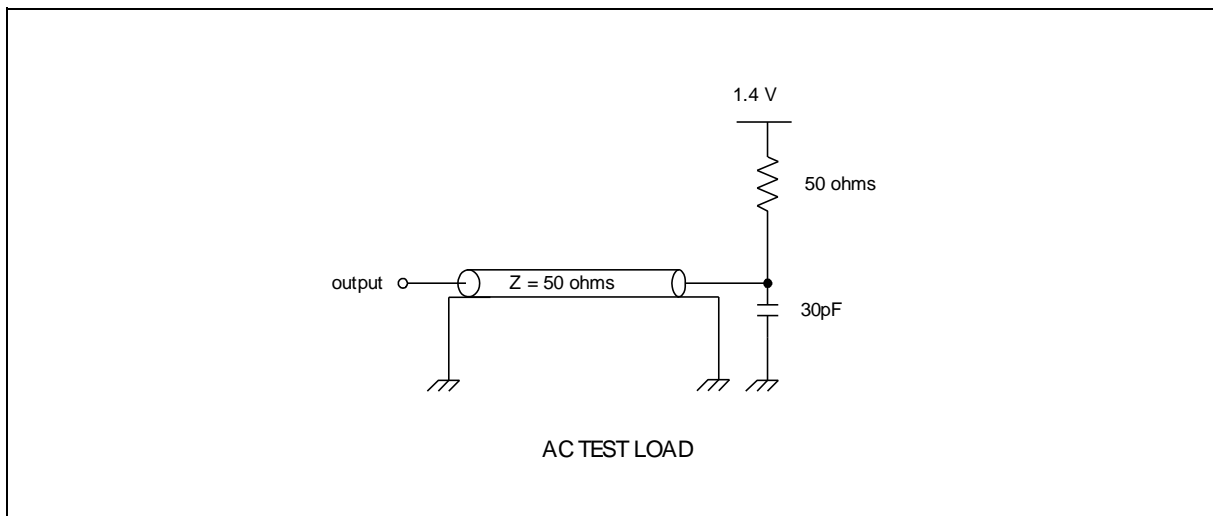 1.4 V
50 ohms
output
Z = 50 ohms
30pF
AC TEST LOAD